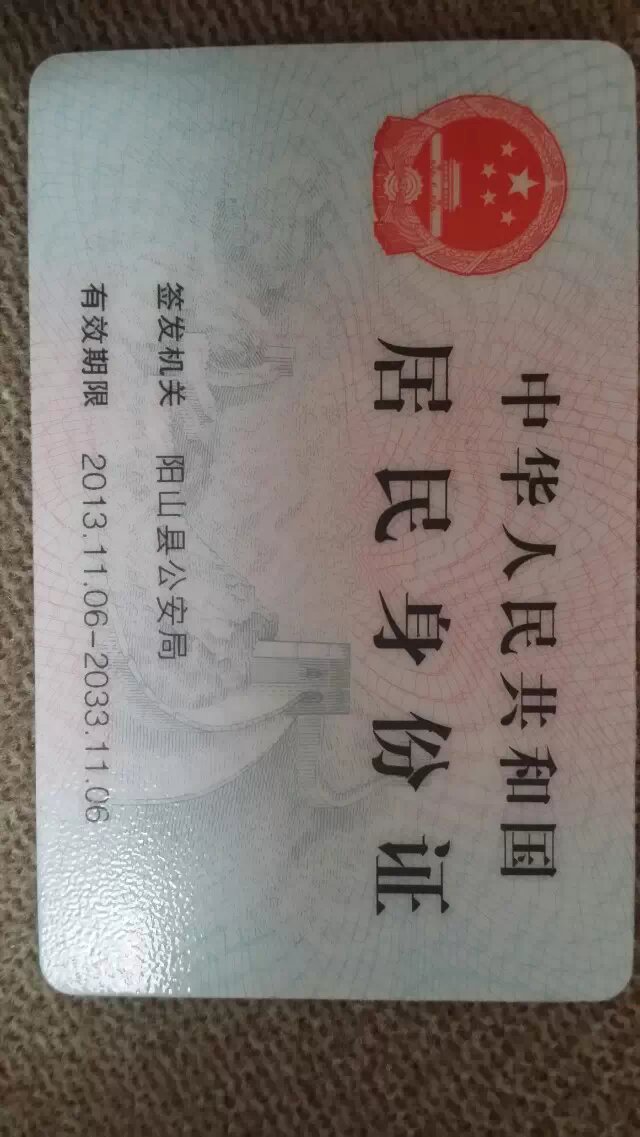 中华人民共和国
居民身份证
签发机关 阳山县公安局
有效期限 2013.11.06-2033.11.06